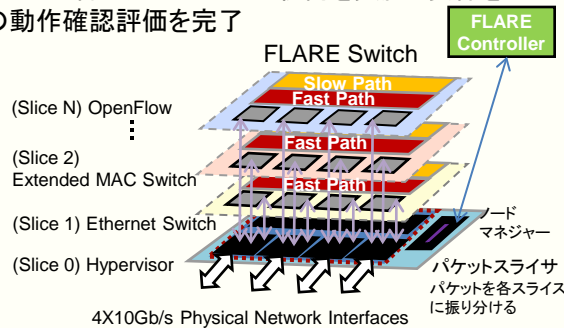 の動作確認評価を完了
FLARE
Controller
FLARE Switch
Slow Path
Fast Path
(Slice N) OpenFlow
(Slice 2)
Extended MAC Switch
Fast Path
Fast Path
(Slice 1) Ethernet Switch
ノード
マネジャー
(Slice 0) Hypervisor
パケットスライサ
パケットを各スライス
に振り分ける
4X10Gb/s Physical Network Interfaces